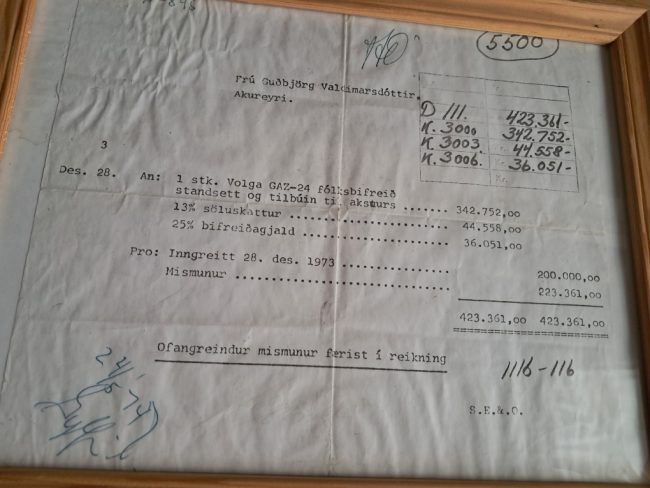 5500
Frú Guðbjörg Valdimarsdóttir,
Akureyri.
D 111. 423.361-
K. 3000 342.752-
K. 3003. Kr. 44.558-
K. 3006. Kr. 36.051-
Kr.
3
Des. 28. An: 1 stk. Volga GAZ-24 fólksbifreið
standsett og tilbúin til aksturs ...... 342.752,00
13% söluskattur .................... 44.558,00
25% bifreiðagjald .................. 36.051,00
Pro: Inngreitt 28. des. 1973 ............... 200.000,00
Mismunur .............................. 223.361,00
423.361,00 423.361,00
Ofangreindur mismunur færist í reikning
1116-116
S.E.&O.